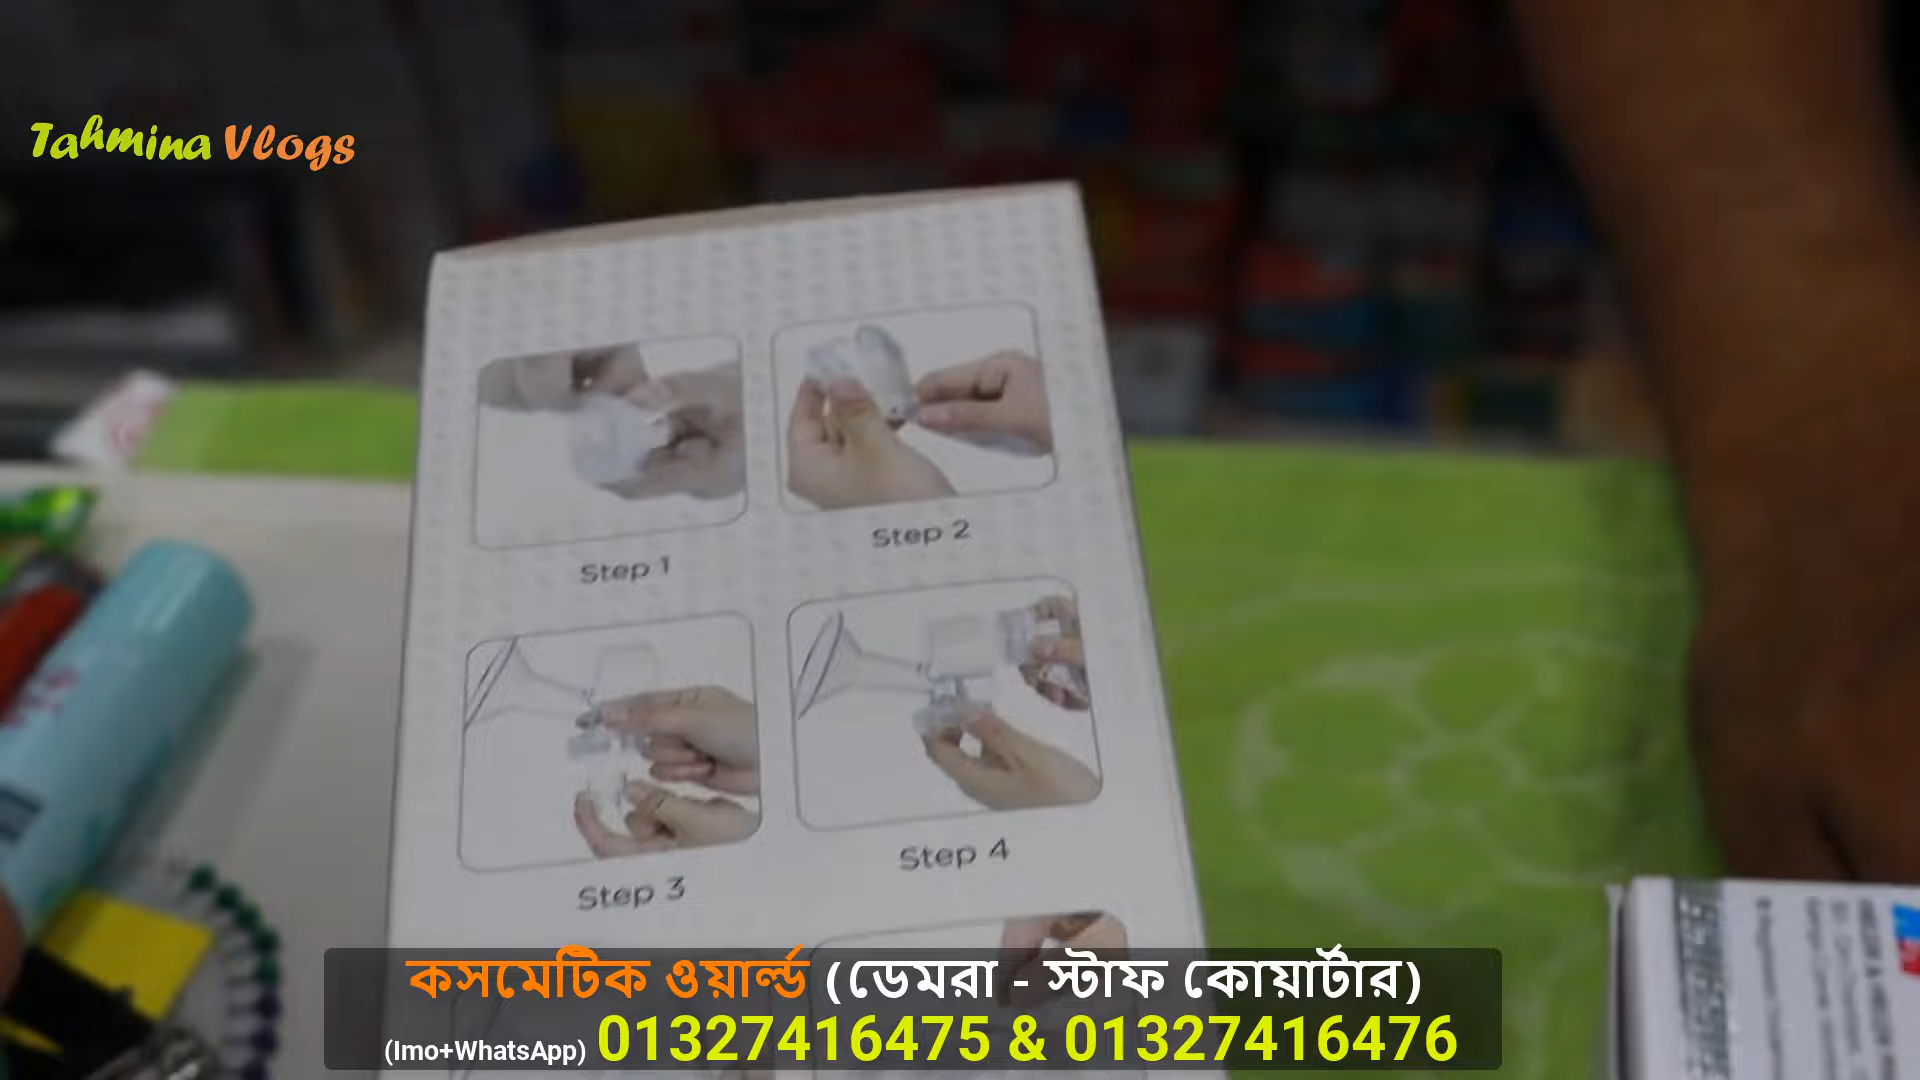 Tahmina Vlogs
Step 1
Step 2
Step 3
Step 4
কসমেটিক ওয়ার্ল্ড (ডেমরা - স্টাফ কোয়ার্টার)
(Imo+WhatsApp) 01327416475 & 01327416476